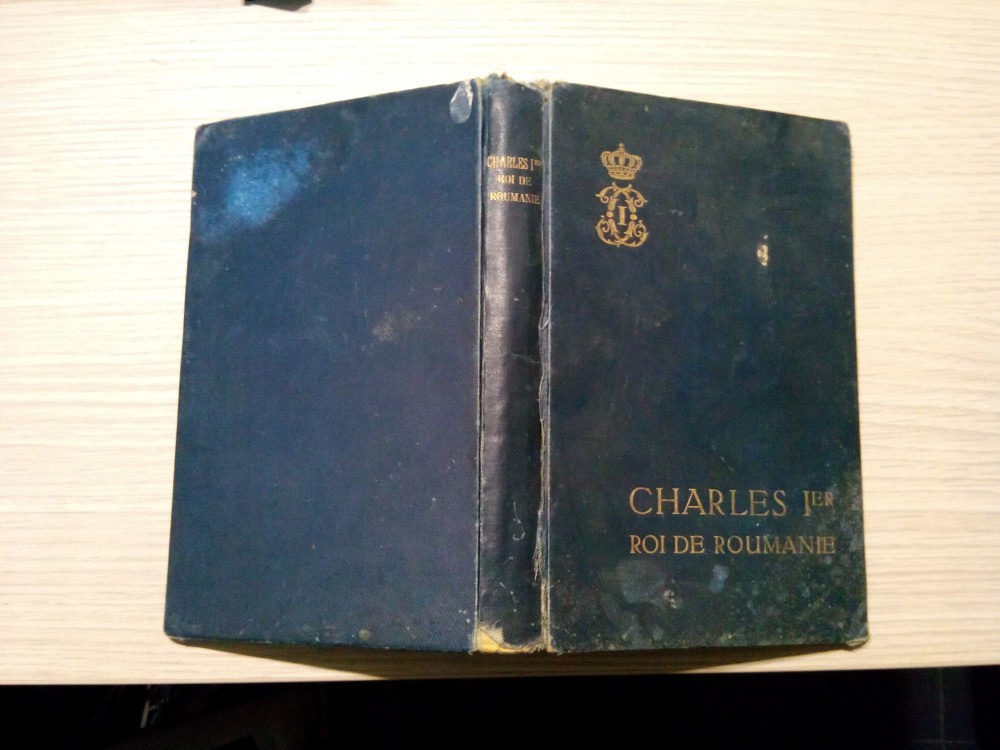 CHARLES IER
ROI DE
ROUMANIE
I
CHARLES IER
ROI DE ROUMANIE